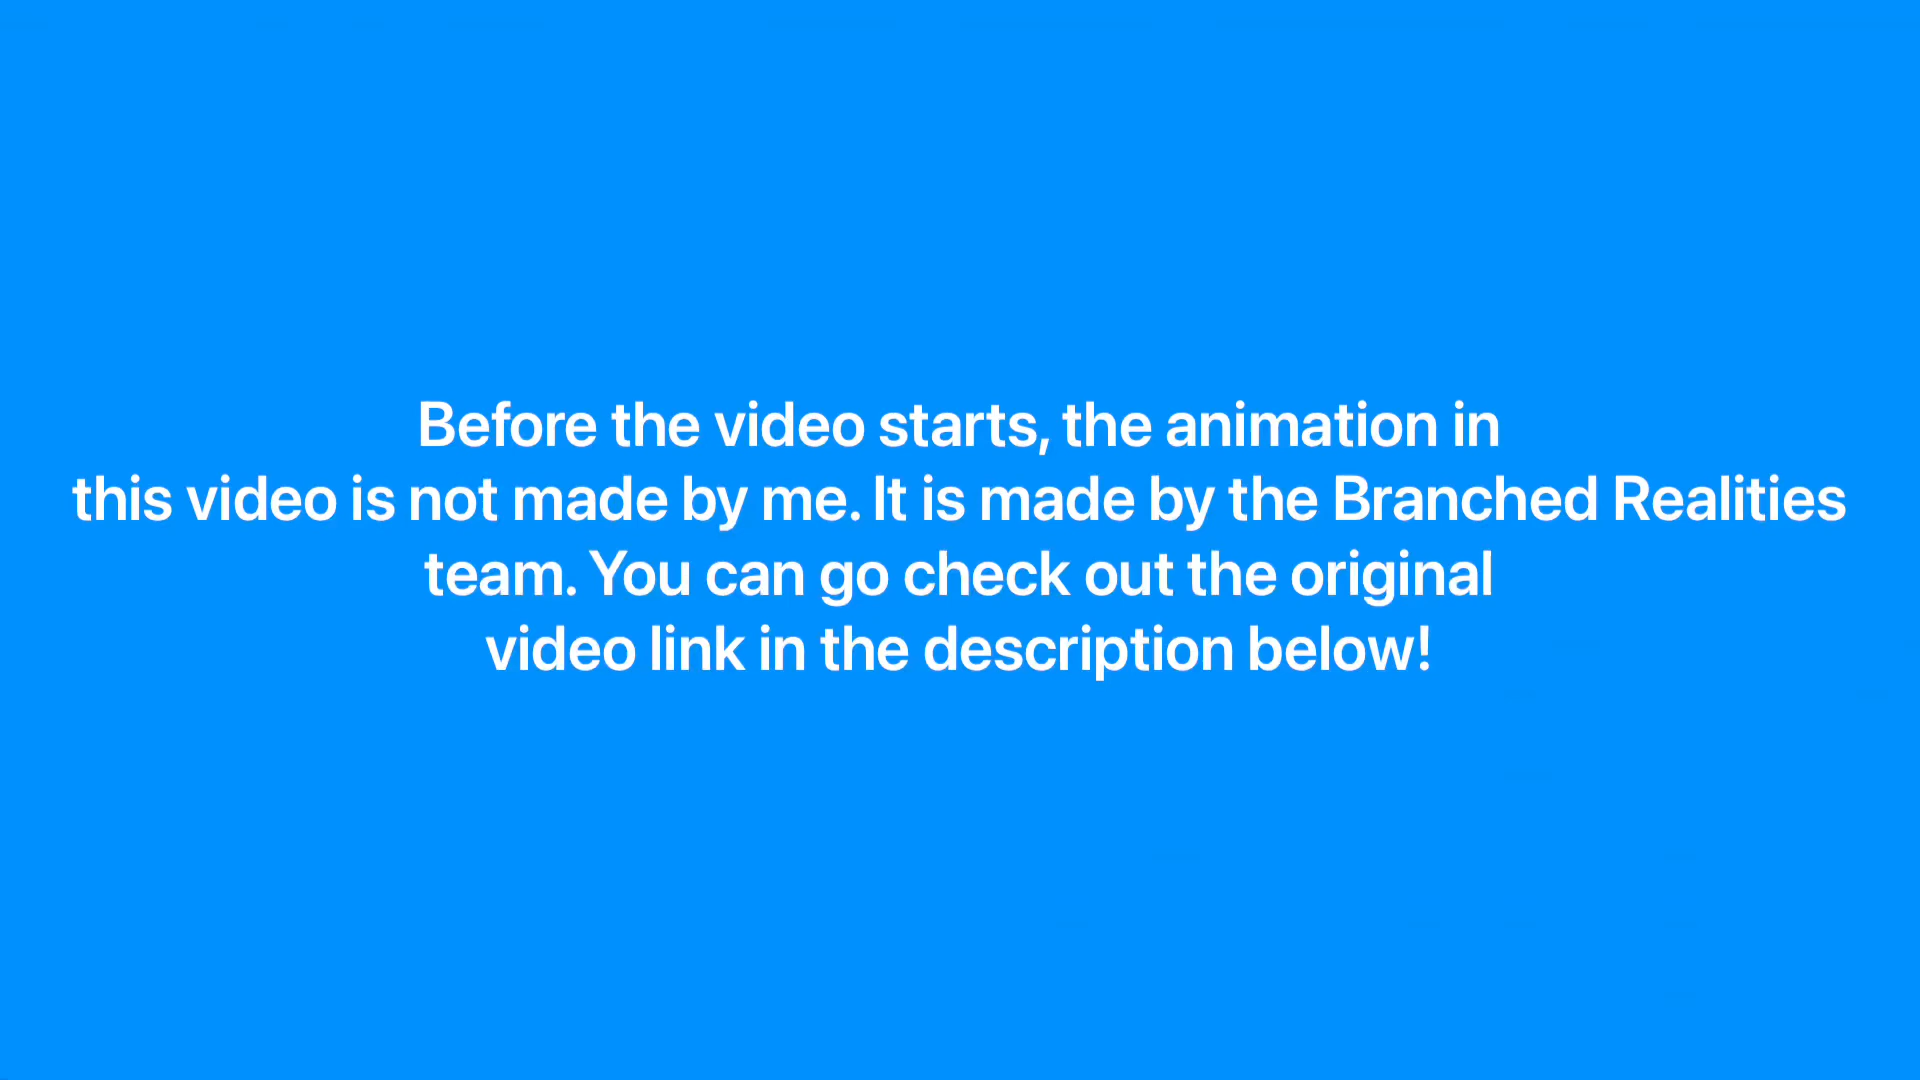 Before the video starts, the animation in
this video is not made by me. It is made by the Branched Realities
team. You can go check out the original
video link in the description below!